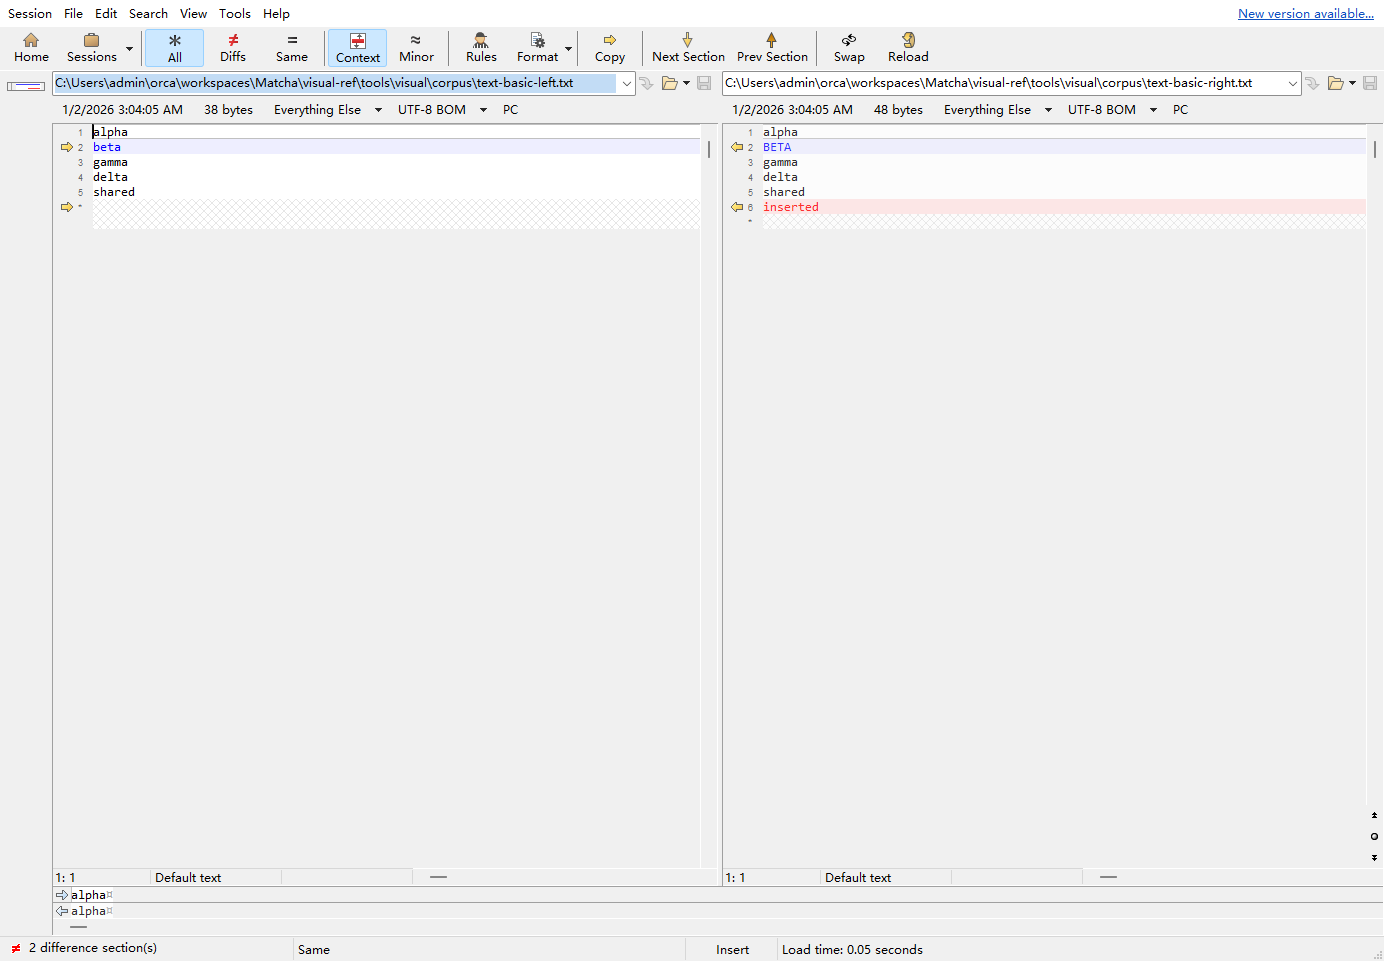 Session File Edit Search View Tools Help New version available...
Home Sessions * All ≠ Diffs = Same Context ≈ Minor Rules Format Copy Next Section Prev Section Swap Reload
C:\Users\admin\orca\workspaces\Matcha\visual-ref\tools\visual\corpus\text-basic-left.txt
1/2/2026 3:04:05 AM 38 bytes Everything Else UTF-8 BOM PC
1 alpha
2 beta
3 gamma
4 delta
5 shared
1: 1 Default text
C:\Users\admin\orca\workspaces\Matcha\visual-ref\tools\visual\corpus\text-basic-right.txt
1/2/2026 3:04:05 AM 48 bytes Everything Else UTF-8 BOM PC
1 alpha
2 BETA
3 gamma
4 delta
5 shared
6 inserted
1: 1 Default text
alpha¤
alpha¤
≠ 2 difference section(s) Same Insert Load time: 0.05 seconds